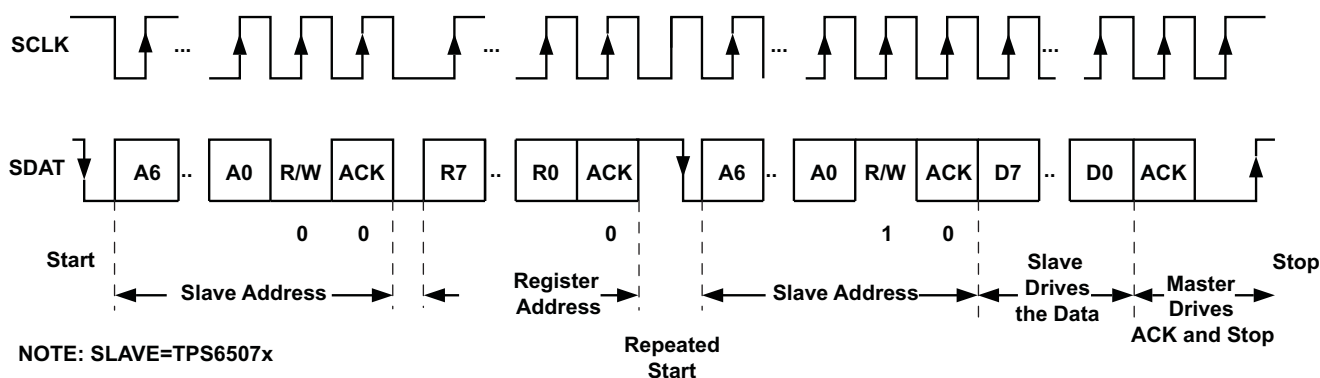 SCLK ... ... ... ...
SDAT A6 .. A0 R/W ACK R7 .. R0 ACK A6 .. A0 R/W ACK D7 .. D0 ACK
0 0 0 1 0
Start
Slave Address
Register
Address
Repeated
Start
Slave Address
Slave
Drives
the Data
Master
Drives
ACK and Stop
Stop
NOTE: SLAVE=TPS6507x